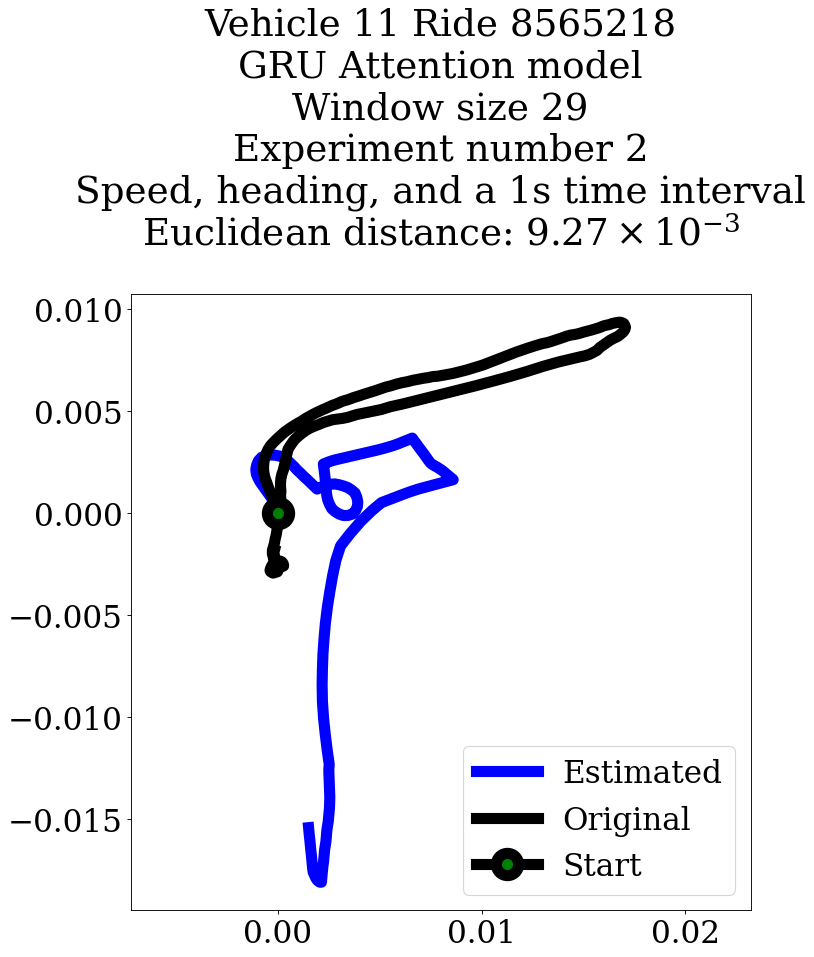 Vehicle 11 Ride 8565218
GRU Attention model
Window size 29
Experiment number 2
Speed, heading, and a 1s time interval
Euclidean distance: 9.27 × 10⁻³
0.010
0.005
0.000
−0.005
−0.010
−0.015
Estimated
Original
Start
0.00 0.01 0.02